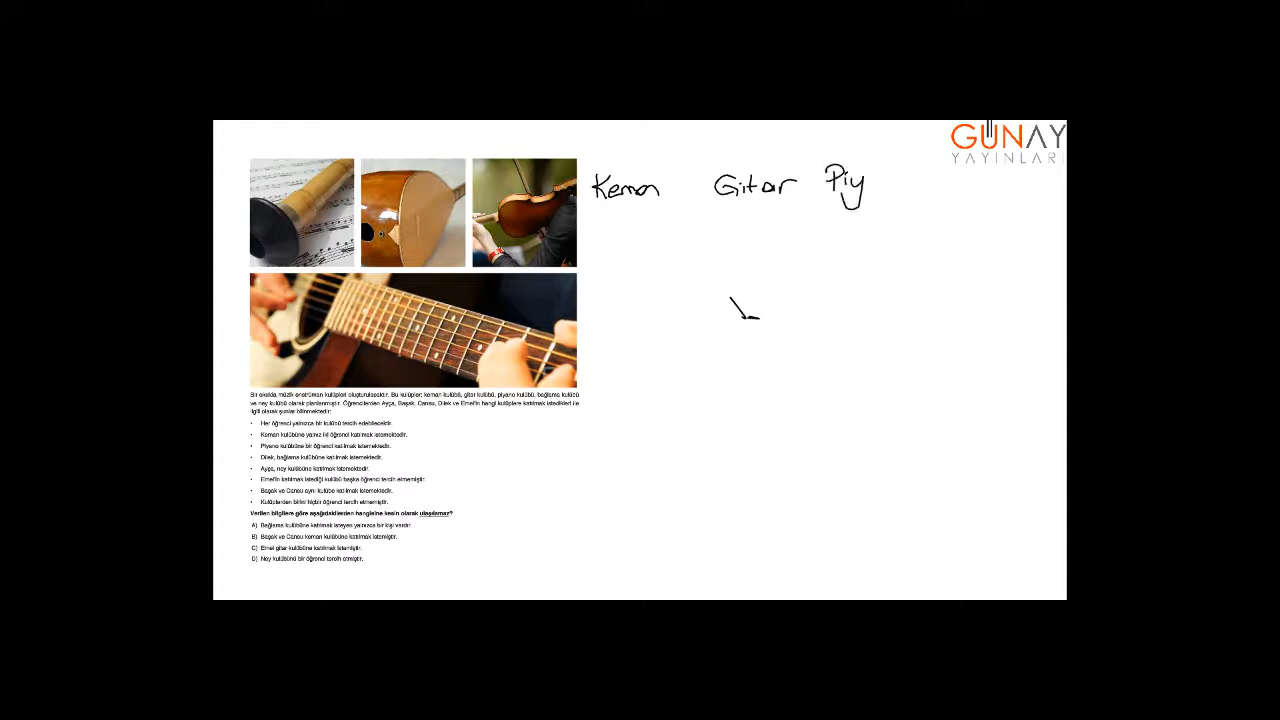 GÜNAY
YAYINLARI
Keman Gitar Piy
Bir okulda müzik enstrüman kulüpleri oluşturulacaktır. Bu kulüpler; keman kulübü, gitar kulübü, piyano kulübü, bağlama kulübü
ve ney kulübü olarak planlanmıştır. Öğrencilerden Ayça, Başak, Cansu, Dilek ve Emel'in hangi kulüplere katılmak istedikleri ile
ilgili olarak şunlar bilinmektedir:
• Her öğrenci yalnızca bir kulübü tercih edebilecektir.
• Keman kulübüne yalnız iki öğrenci katılmak istemektedir.
• Piyano kulübüne bir öğrenci katılmak istemektedir.
• Dilek, bağlama kulübüne katılmak istemektedir.
• Ayça, ney kulübüne katılmak istemektedir.
• Emel'in katılmak istediği kulübü başka öğrenci tercih etmemiştir.
• Başak ve Cansu aynı kulübe katılmak istemektedir.
• Kulüplerden birini hiçbir öğrenci tercih etmemiştir.
Verilen bilgilere göre aşağıdakilerden hangisine kesin olarak ulaşılamaz?
A) Bağlama kulübüne katılmak isteyen yalnızca bir kişi vardır.
B) Başak ve Cansu keman kulübüne katılmak istemiştir.
C) Emel gitar kulübüne katılmak istemiştir.
D) Ney kulübünü bir öğrenci tercih etmiştir.